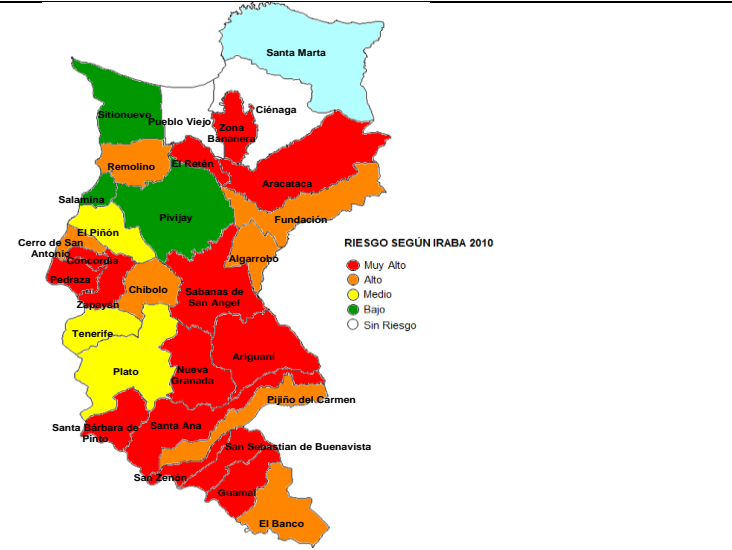 Santa Marta
Ciénaga
Sitionuevo
Pueblo Viejo
Zona
Bananera
Remolino
El Retén
Aracataca
Salamina
Pivijay
Fundación
El Piñón
Cerro de San
Antonio
Concordia
Algarrobo
Pedraza
Chibolo
Sabanas de
San Angel
Zapayán
Tenerife
Ariguaní
Plato
Nueva
Granada
Pijiño del Carmen
Santa Bárbara de
Pinto
Santa Ana
San Sebastian de Buenavista
San Zenón
Guamal
El Banco
RIESGO SEGÚN IRABA 2010
Muy Alto
Alto
Medio
Bajo
Sin Riesgo